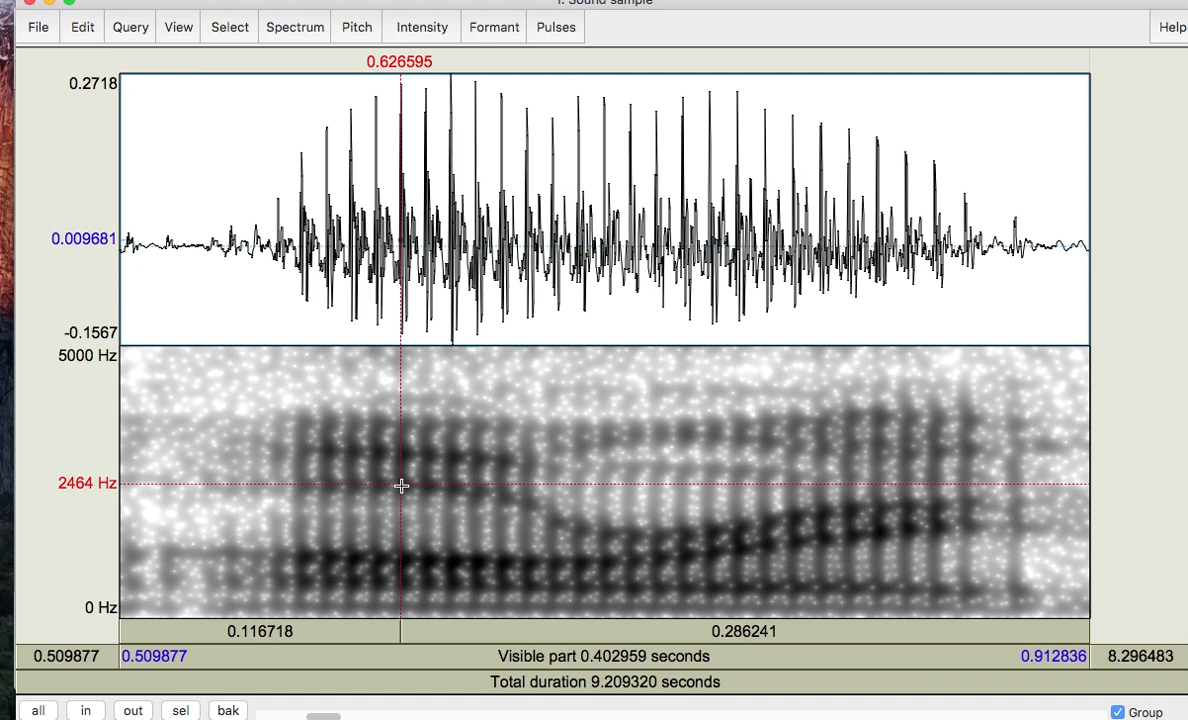 1. Sound sample
File Edit Query View Select Spectrum Pitch Intensity Formant Pulses Help
0.626595
0.2718
0.009681
-0.1567
5000 Hz
2464 Hz
0 Hz
0.116718 0.286241
0.509877 0.509877 Visible part 0.402959 seconds 0.912836 8.296483
Total duration 9.209320 seconds
all in out sel bak Group